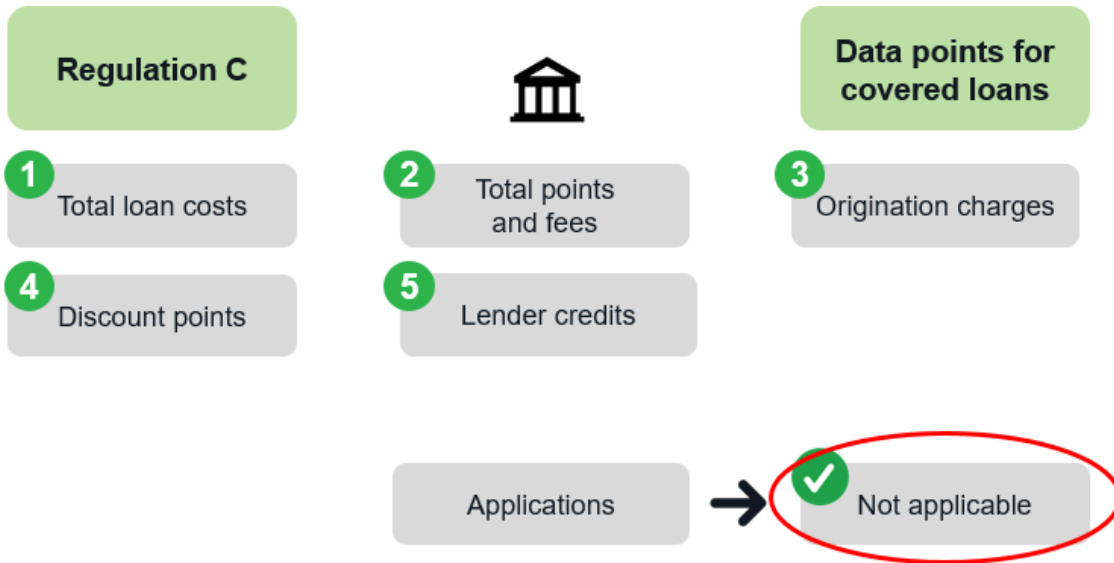 Regulation C
Data points for
covered loans
1
Total loan costs
2
Total points
and fees
3
Origination charges
4
Discount points
5
Lender credits
Applications
Not applicable